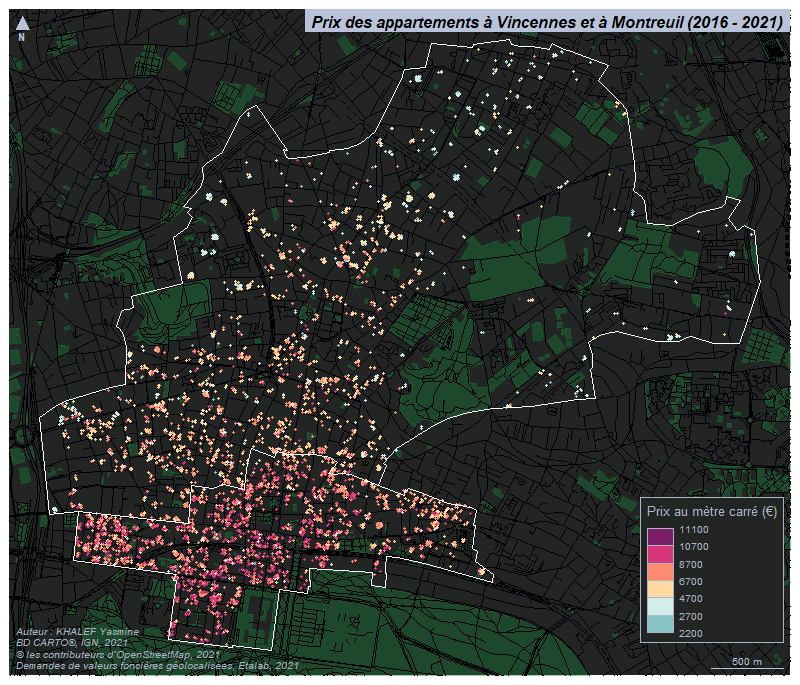 Prix des appartements à Vincennes et à Montreuil (2016 - 2021)
N
Prix au mètre carré (€)
11100
10700
8700
6700
4700
2700
2200
Auteur : KHALEF Yasmine
BD CARTO®, IGN, 2021
© les contributeurs d'OpenStreetMap, 2021
Demandes de valeurs foncières géolocalisées, Etalab, 2021
500 m